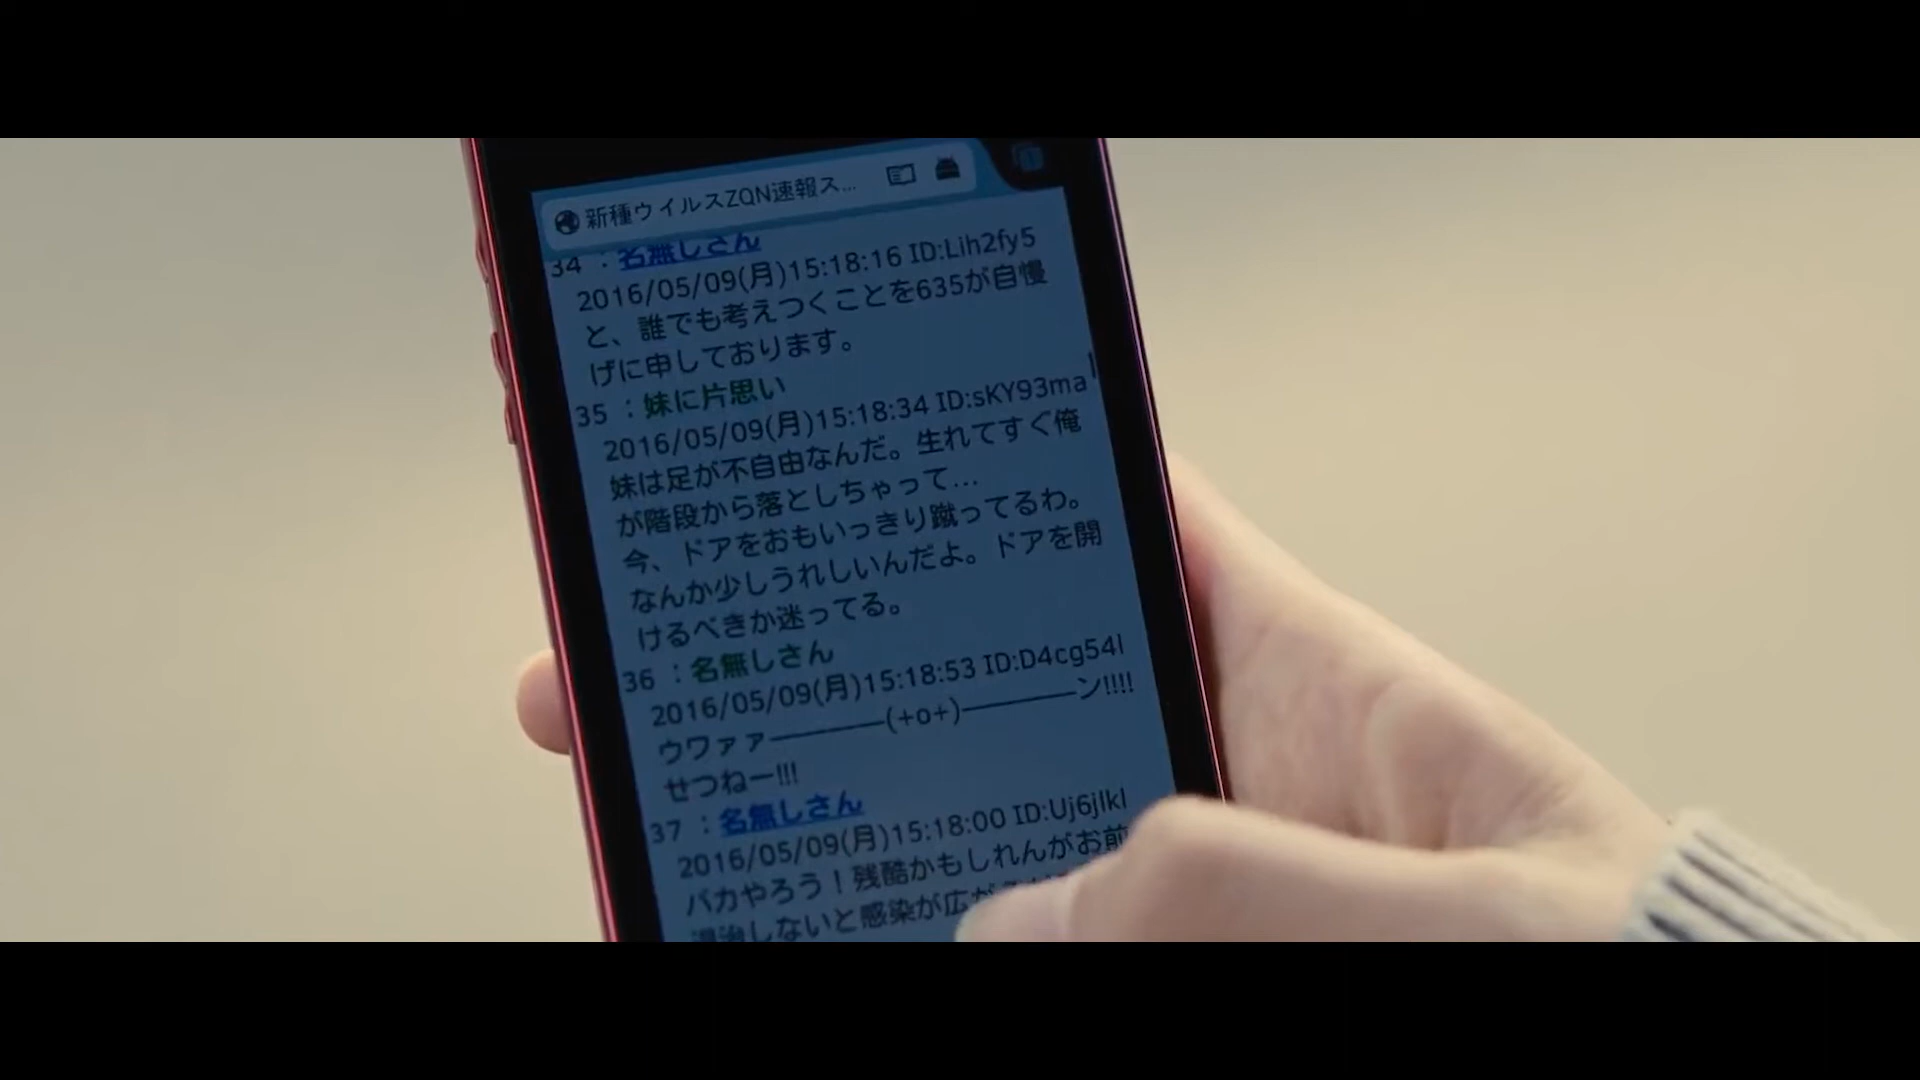 新種ウイルスZQN速報ス...
34 : 名無しさん
2016/05/09(月)15:18:16 ID:Lih2fy5
と、誰でも考えつくことを635が自慢
げに申しております。
35 : 妹に片思い
2016/05/09(月)15:18:34 ID:sKY93ma
妹は足が不自由なんだ。生れてすぐ俺
が階段から落としちゃって...
今、ドアをおもいっきり蹴ってるわ。
なんか少しうれしいんだよ。ドアを開
けるべきか迷ってる。
36 : 名無しさん
2016/05/09(月)15:18:53 ID:D4cg54l
ウワァァ――――(+o+)――――ン!!!!
せつねー!!!
37 : 名無しさん
2016/05/09(月)15:18:00 ID:Uj6jlkl
バカやろう！残酷かもしれんがお前
しないと感染が広が